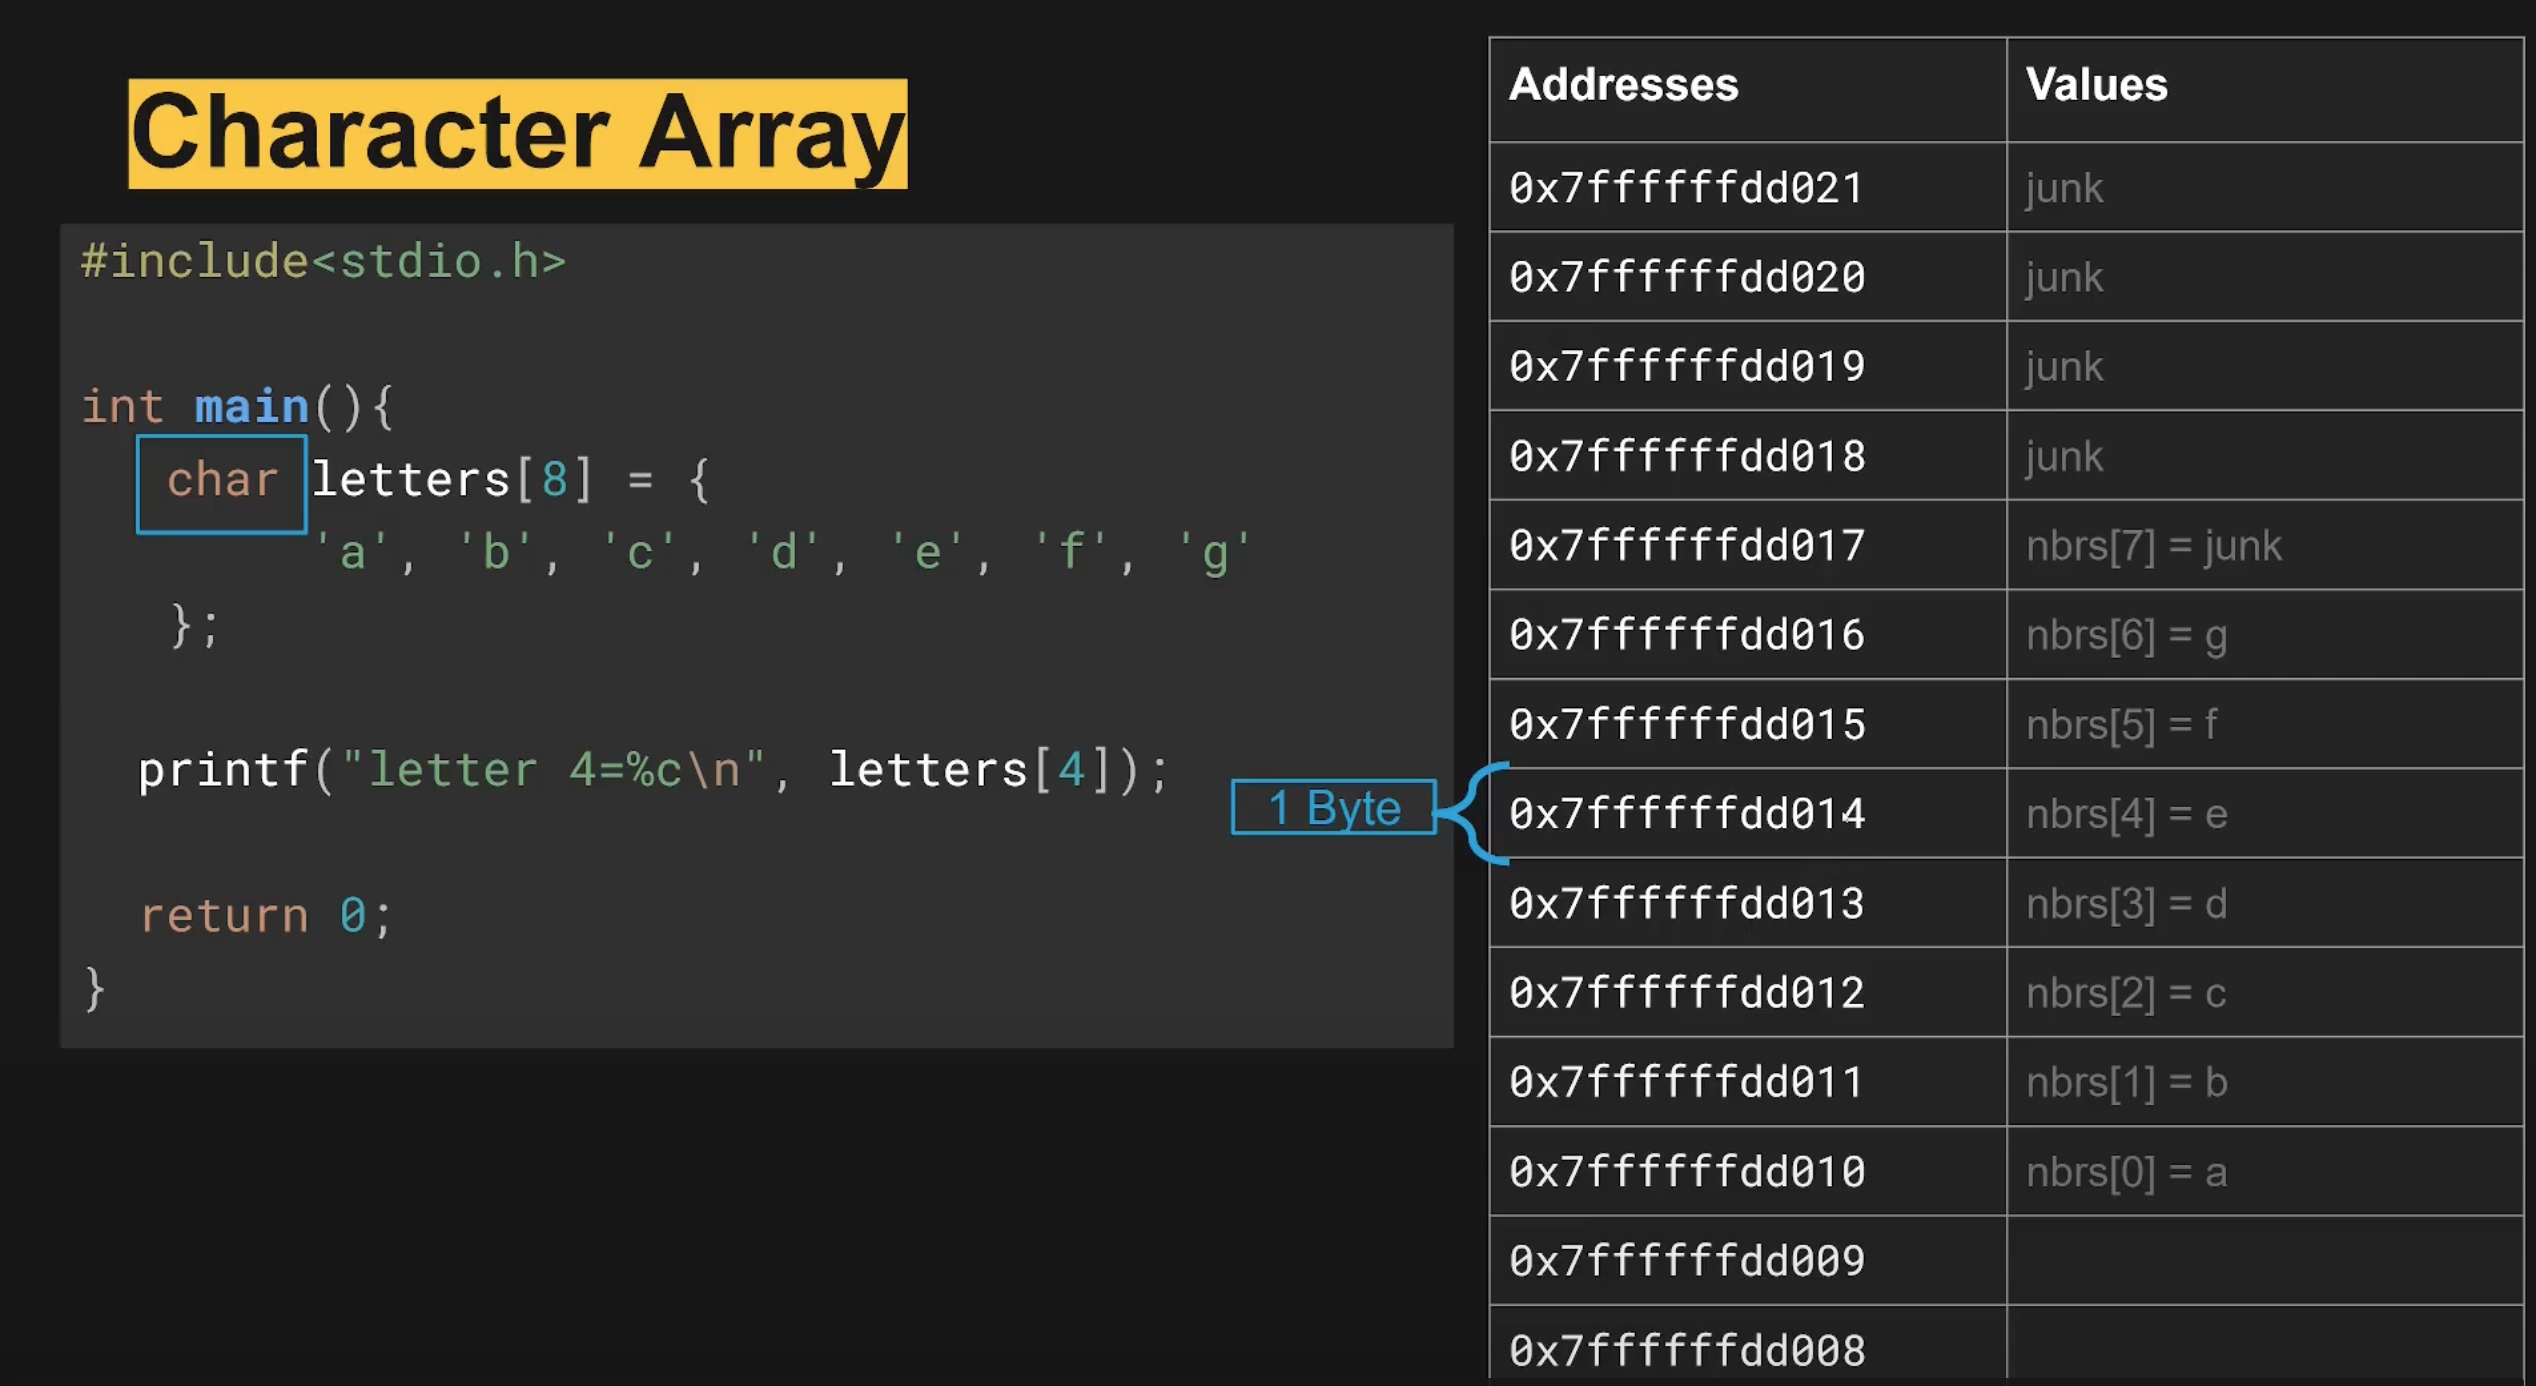 Character Array
#include<stdio.h>
int main(){
char letters[8] = {
'a', 'b', 'c', 'd', 'e', 'f', 'g'
};
printf("letter 4=%c\n", letters[4]);
return 0;
}
1 Byte
Addresses Values
0x7ffffffdd021 junk
0x7ffffffdd020 junk
0x7ffffffdd019 junk
0x7ffffffdd018 junk
0x7ffffffdd017 nbrs[7] = junk
0x7ffffffdd016 nbrs[6] = g
0x7ffffffdd015 nbrs[5] = f
0x7ffffffdd014 nbrs[4] = e
0x7ffffffdd013 nbrs[3] = d
0x7ffffffdd012 nbrs[2] = c
0x7ffffffdd011 nbrs[1] = b
0x7ffffffdd010 nbrs[0] = a
0x7ffffffdd009
0x7ffffffdd008